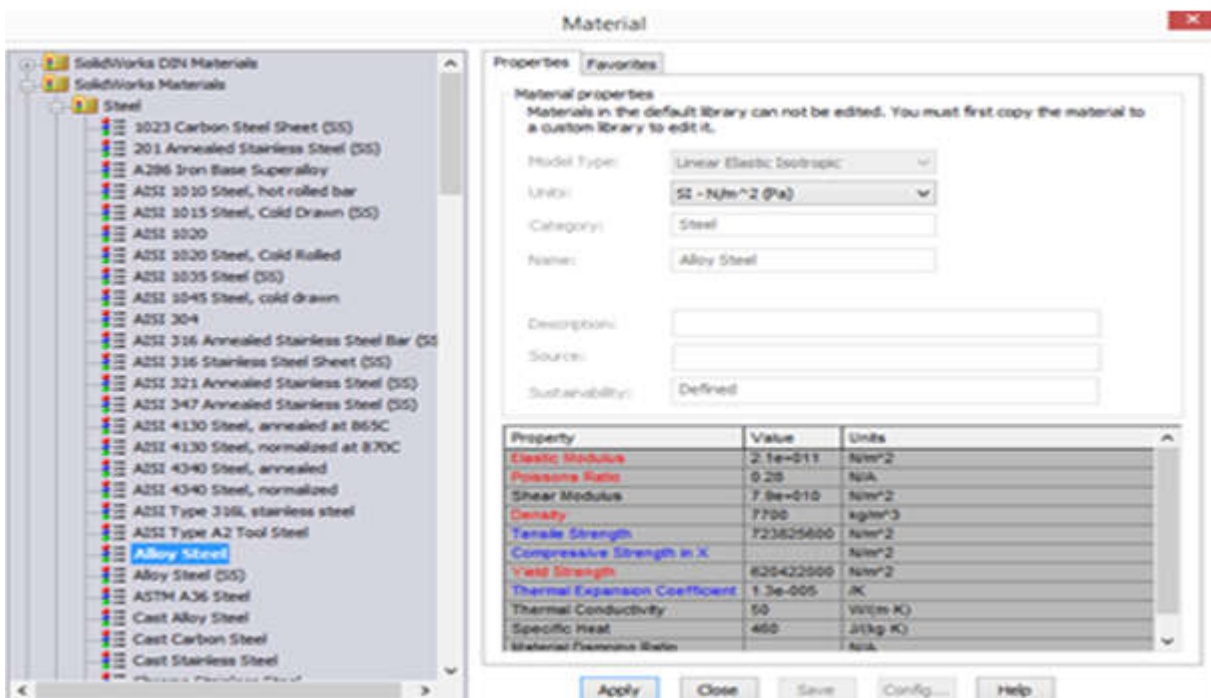 Material
SolidWorks DIN Materials
SolidWorks Materials
Steel
1023 Carbon Steel Sheet (SS)
201 Annealed Stainless Steel (SS)
A286 Iron Base Superalloy
AISI 1010 Steel, hot rolled bar
AISI 1015 Steel, Cold Drawn (SS)
AISI 1020
AISI 1020 Steel, Cold Rolled
AISI 1035 Steel (SS)
AISI 1045 Steel, cold drawn
AISI 304
AISI 316 Annealed Stainless Steel Bar (SS
AISI 316 Stainless Steel Sheet (SS)
AISI 321 Annealed Stainless Steel (SS)
AISI 347 Annealed Stainless Steel (SS)
AISI 4130 Steel, annealed at 865C
AISI 4130 Steel, normalized at 870C
AISI 4340 Steel, annealed
AISI 4340 Steel, normalized
AISI Type 316L stainless steel
AISI Type A2 Tool Steel
Alloy Steel
Alloy Steel (SS)
ASTM A36 Steel
Cast Alloy Steel
Cast Carbon Steel
Cast Stainless Steel
Chrome Stainless Steel
Properties Favorites
Material properties
Materials in the default library can not be edited. You must first copy the material to
a custom library to edit it.
Model Type: Linear Elastic Isotropic
Units: SI - N/m^2 (Pa)
Category: Steel
Name: Alloy Steel
Description:
Source:
Sustainability: Defined
Property Value Units
Elastic Modulus 2.1e+011 N/m^2
Poissons Ratio 0.28 N/A
Shear Modulus 7.9e+010 N/m^2
Density 7700 kg/m^3
Tensile Strength 723825600 N/m^2
Compressive Strength in X N/m^2
Yield Strength 620422000 N/m^2
Thermal Expansion Coefficient 1.3e-005 /K
Thermal Conductivity 50 W/(m·K)
Specific Heat 460 J/(kg·K)
Material Damping Ratio N/A
Apply Close Save Config... Help